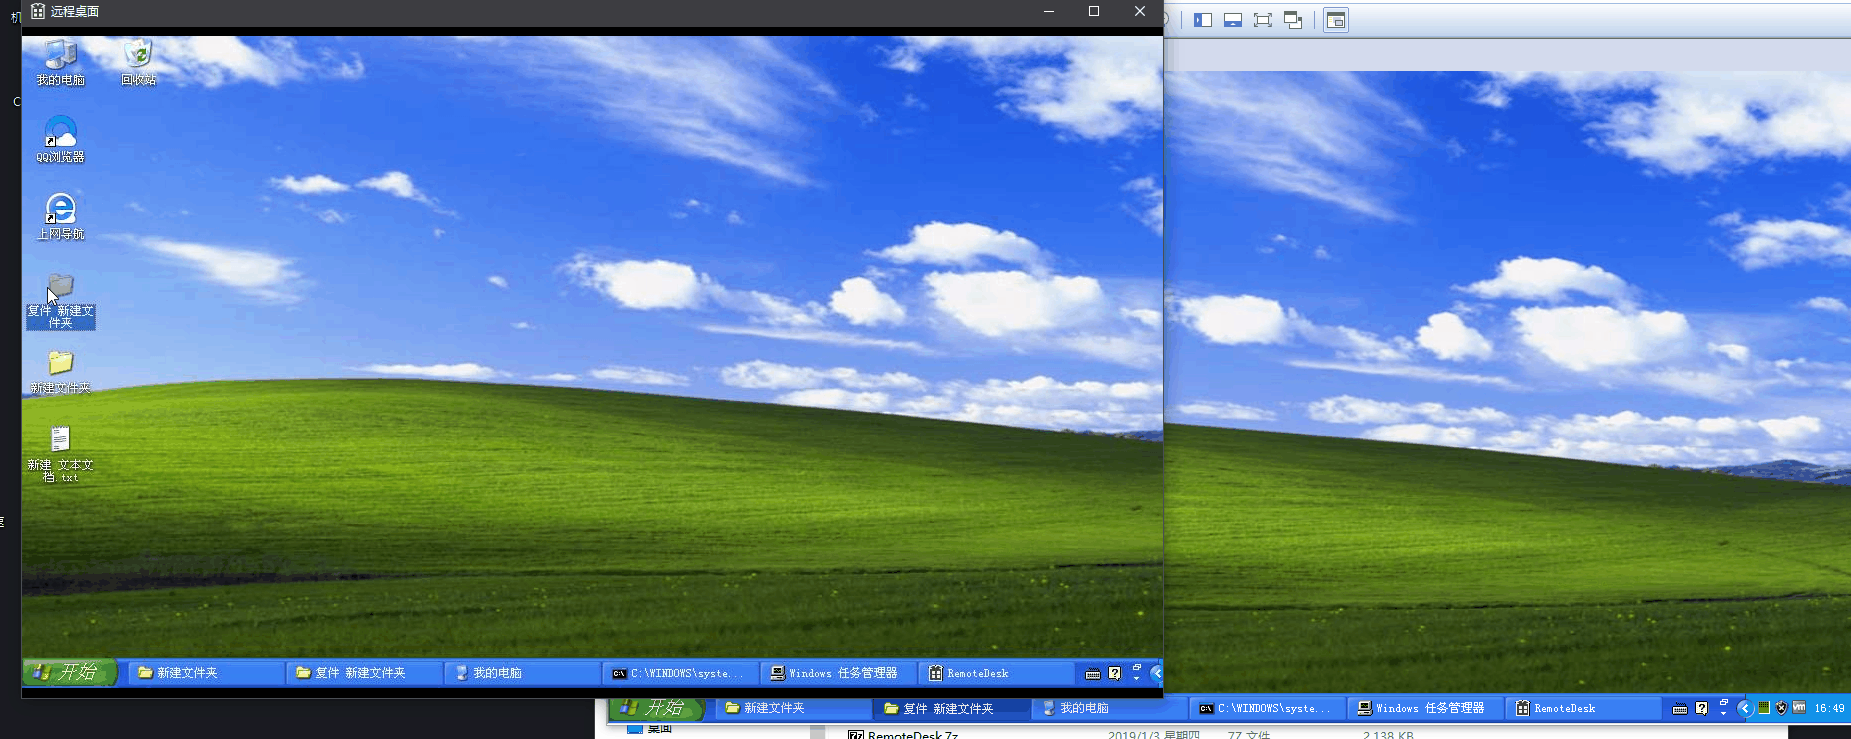 机
远程桌面
我的电脑
回收站
C
QQ浏览器
上网导航
复件 新建文
件夹
新建文件夹
新建 文本文
档.txt
开始
新建文件夹
复件 新建文件夹
我的电脑
C:\WINDOWS\syste...
Windows 任务管理器
RemoteDesk
开始
新建文件夹
复件 新建文件夹
我的电脑
C:\WINDOWS\syste...
Windows 任务管理器
RemoteDesk
16:49
桌面
RemoteDesk.7z
2019/1/3 星期四
77 文件
2,138 KB